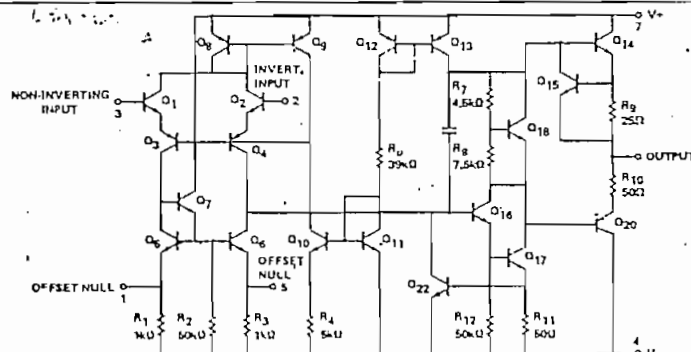 V+
7
Q8
Q9
Q12
Q13
Q14
INVERT.
INPUT
NON-INVERTING
INPUT
3
Q1
Q2
2
Q15
R7
4.5kΩ
Q18
R9
25Ω
Q3
Q4
39kΩ
R8
7.5kΩ
OUTPUT
R10
50Ω
Q7
Q16
Q20
Q6
Q10
Q11
Q17
OFFSET
NULL
5
OFFSET NULL
1
Q22
R1
1kΩ
R2
50kΩ
R3
1kΩ
R4
5kΩ
R12
50kΩ
R11
50Ω
4